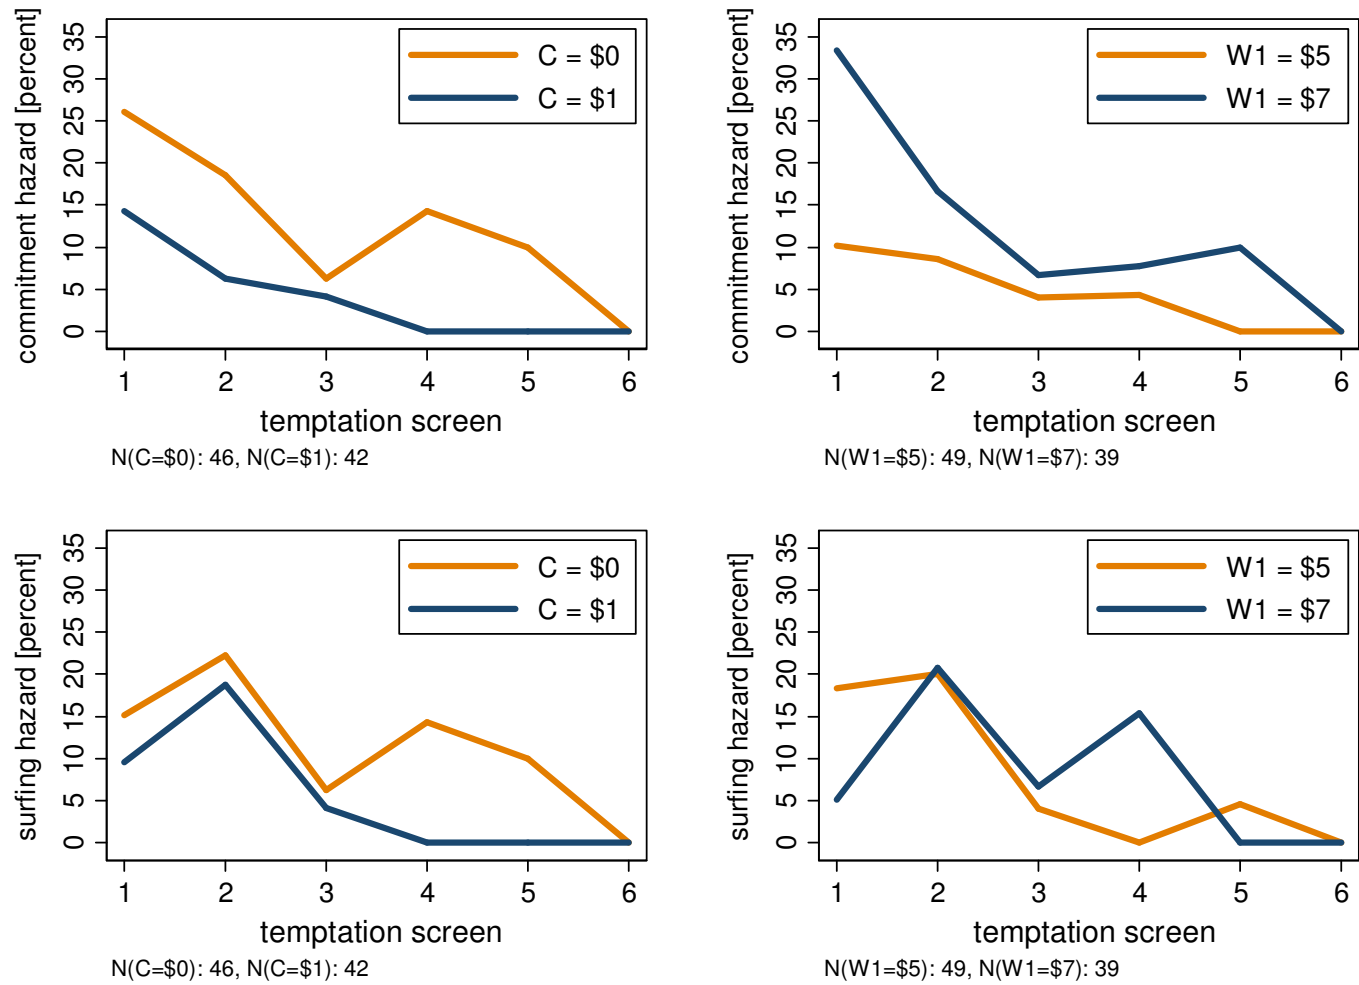 commitment hazard [percent]
35
30
25
20
15
10
5
0
C = $0
C = $1
1 2 3 4 5 6
temptation screen
N(C=$0): 46, N(C=$1): 42
commitment hazard [percent]
35
30
25
20
15
10
5
0
W1 = $5
W1 = $7
1 2 3 4 5 6
temptation screen
N(W1=$5): 49, N(W1=$7): 39
surfing hazard [percent]
35
30
25
20
15
10
5
0
C = $0
C = $1
1 2 3 4 5 6
temptation screen
N(C=$0): 46, N(C=$1): 42
surfing hazard [percent]
35
30
25
20
15
10
5
0
W1 = $5
W1 = $7
1 2 3 4 5 6
temptation screen
N(W1=$5): 49, N(W1=$7): 39